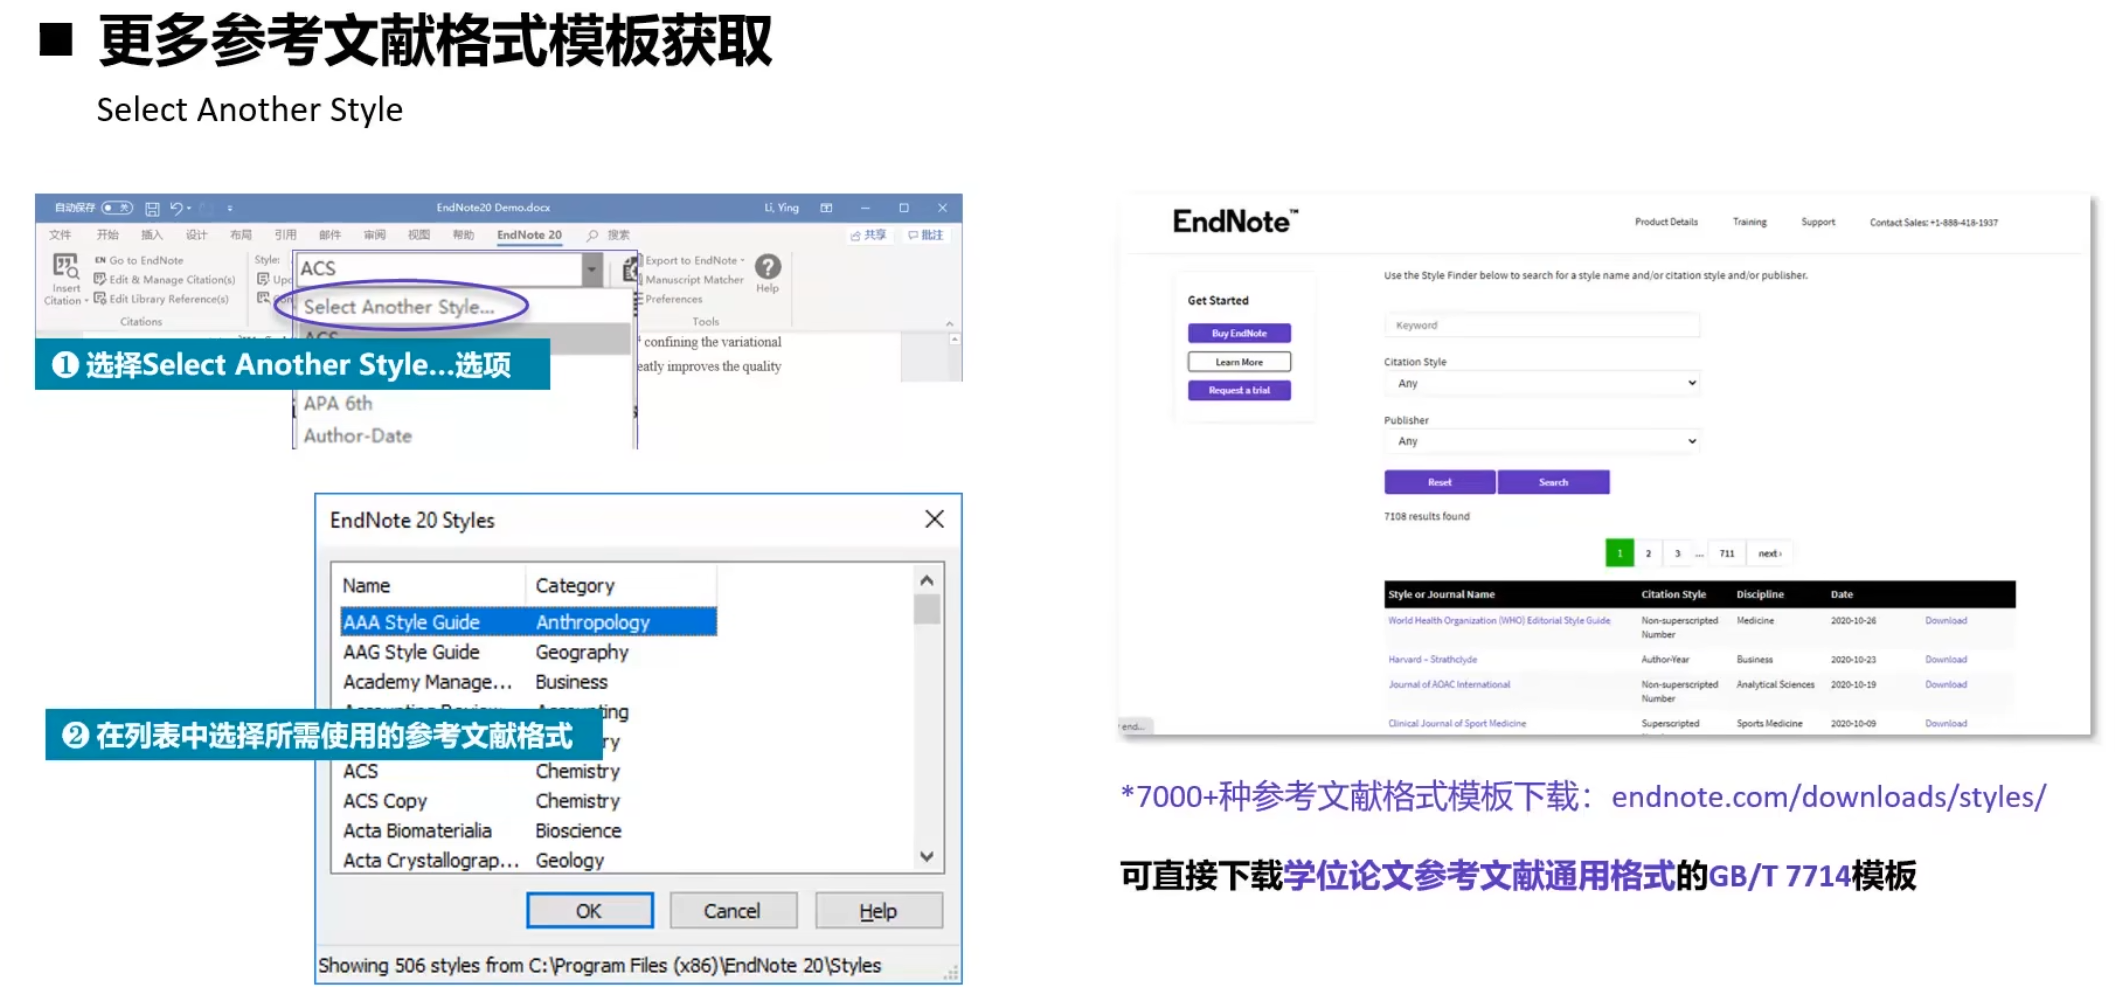 ■ 更多参考文献格式模板获取
Select Another Style
自动保存 关 EndNote20 Demo.docx Li, Ying
文件 开始 插入 设计 布局 引用 邮件 审阅 视图 帮助 EndNote 20 搜索 共享 批注
Insert Citation
EN Go to EndNote
Edit & Manage Citation(s)
Edit Library Reference(s)
Citations
Style:
ACS
Select Another Style...
ACS
APA 6th
Author-Date
Export to EndNote
Manuscript Matcher
Preferences
Help
Tools
confining the variational
eatly improves the quality
❶ 选择Select Another Style...选项
EndNote 20 Styles
Name Category
AAA Style Guide Anthropology
AAG Style Guide Geography
Academy Manage... Business
❷ 在列表中选择所需使用的参考文献格式
ACS Chemistry
ACS Copy Chemistry
Acta Biomaterialia Bioscience
Acta Crystallograp... Geology
OK Cancel Help
Showing 506 styles from C:\Program Files (x86)\EndNote 20\Styles
EndNote™
Product Details Training Support Contact Sales: +1-888-418-1937
Get Started
Buy EndNote
Learn More
Request a trial
Use the Style Finder below to search for a style name and/or citation style and/or publisher.
Keyword
Citation Style
Any
Publisher
Any
Reset Search
7108 results found
1 2 3 ... 711 next ›
Style or Journal Name Citation Style Discipline Date
World Health Organization (WHO) Editorial Style Guide Non-superscripted Number Medicine 2020-10-26 Download
Harvard – Strathclyde Author-Year Business 2020-10-23 Download
Journal of AOAC International Non-superscripted Number Analytical Sciences 2020-10-19 Download
Clinical Journal of Sport Medicine Superscripted Sports Medicine 2020-10-09 Download
end...
*7000+种参考文献格式模板下载：endnote.com/downloads/styles/
可直接下载学位论文参考文献通用格式的GB/T 7714模板